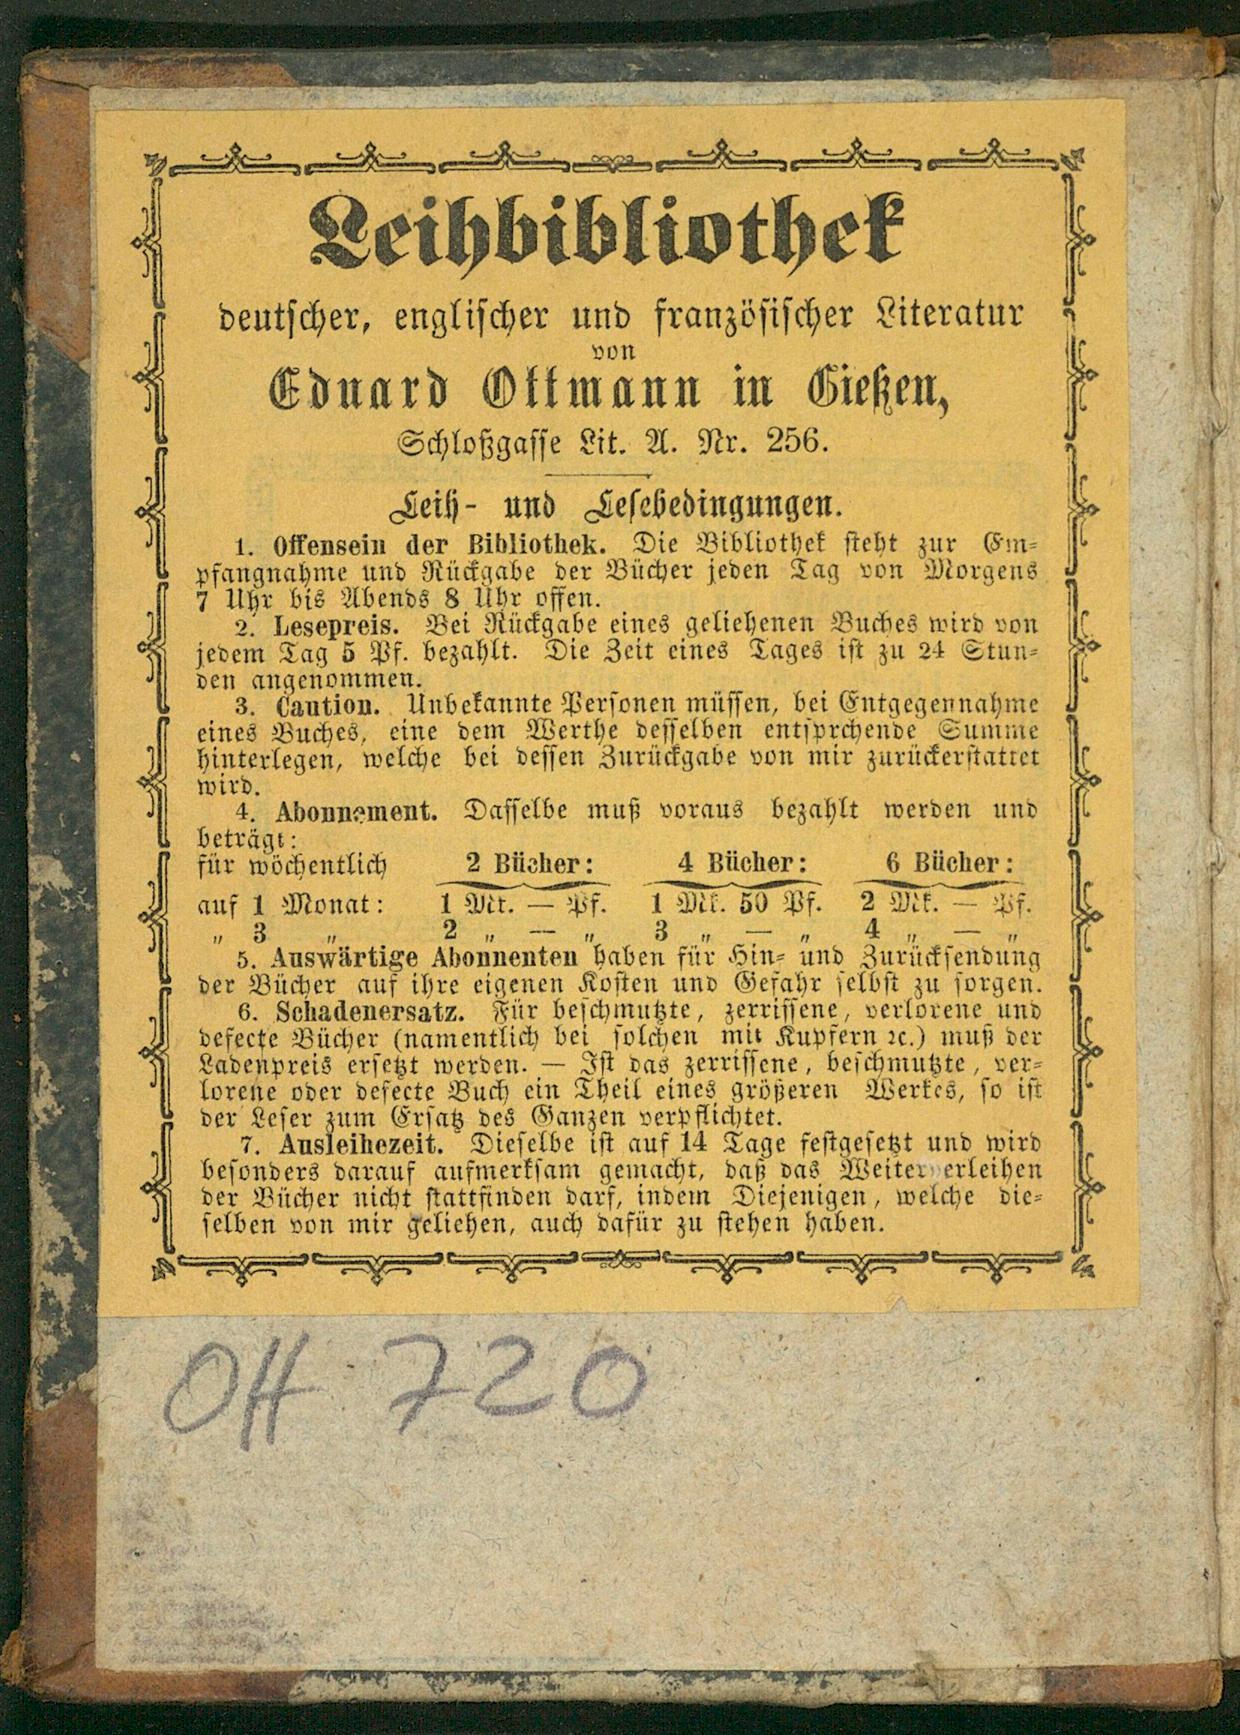 Leihbibliothek
deutscher, englischer und französischer Literatur
von
Eduard Ottmann in Gießen,
Schloßgasse Lit. A. Nr. 256.
Leih- und Lesebedingungen.
1. Offensein der Bibliothek. Die Bibliothek steht zur Em-
pfangnahme und Rückgabe der Bücher jeden Tag von Morgens
7 Uhr bis Abends 8 Uhr offen.
2. Lesepreis. Bei Rückgabe eines geliehenen Buches wird von
jedem Tag 5 Pf. bezahlt. Die Zeit eines Tages ist zu 24 Stun-
den angenommen.
3. Caution. Unbekannte Personen müssen, bei Entgegennahme
eines Buches, eine dem Werthe desselben entsprchende Summe
hinterlegen, welche bei dessen Zurückgabe von mir zurückerstattet
wird.
4. Abonnement. Dasselbe muß voraus bezahlt werden und
beträgt:
für wöchentlich 2 Bücher: 4 Bücher: 6 Bücher:
auf 1 Monat: 1 Mk. — Pf. 1 Mk. 50 Pf. 2 Mk. — Pf.
„ 3 „ 2 „ — „ 3 „ — „ 4 „ — „
5. Auswärtige Abonnenten haben für Hin- und Zurücksendung
der Bücher auf ihre eigenen Kosten und Gefahr selbst zu sorgen.
6. Schadenersatz. Für beschmutzte, zerrissene, verlorene und
defecte Bücher (namentlich bei solchen mit Kupfern ꝛc.) muß der
Ladenpreis ersetzt werden. — Ist das zerrissene, beschmutzte, ver-
lorene oder defecte Buch ein Theil eines größeren Werkes, so ist
der Leser zum Ersatz des Ganzen verpflichtet.
7. Ausleihezeit. Dieselbe ist auf 14 Tage festgesetzt und wird
besonders darauf aufmerksam gemacht, daß das Weiterverleihen
der Bücher nicht stattfinden darf, indem Diejenigen, welche die-
selben von mir geliehen, auch dafür zu stehen haben.
OH 720